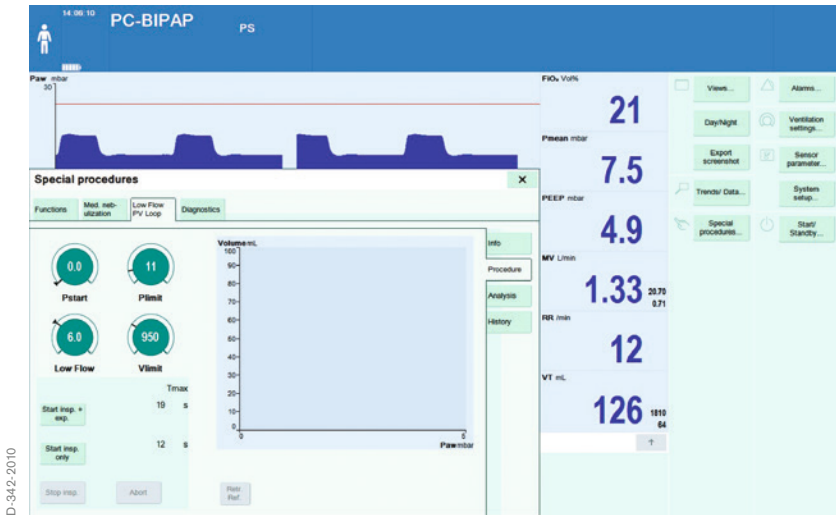 14:06:10
PC-BIPAP
PS
Paw mbar
30
Special procedures
Functions
Med. neb-
ulization
Low Flow
PV Loop
Diagnostics
0.0
11
Pstart
Plimit
6.0
950
Low Flow
Vlimit
Tmax
Start insp. +
exp.
19 s
Start insp.
only
12 s
Stop insp.
Abort
Volume mL
100
90
80
70
60
50
40
30
20
10
0
0
5
Paw mbar
Retr.
Ref.
Info
Procedure
Analysis
History
FiO₂ Vol%
21
Pmean mbar
7.5
PEEP mbar
4.9
MV L/min
1.33
20.70
0.71
RR /min
12
VT mL
126
1810
64
Views...
Alarms...
Day/Night
Ventilation
settings...
Export
screenshot
Sensor
parameter...
Trends/ Data...
System
setup...
Special
procedures...
Start/
Standby...
D-342-2010